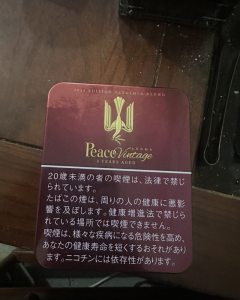 Peace Vintage
3 YEARS AGED
20歳未満の者の喫煙は、法律で禁じ
られています。
たばこの煙は、周りの人の健康に悪影
響を及ぼします。健康増進法で禁じら
れている場所では喫煙できません。
喫煙は、様々な疾病になる危険性を高め、
あなたの健康寿命を短くするおそれがあり
ます。ニコチンには依存性があります。